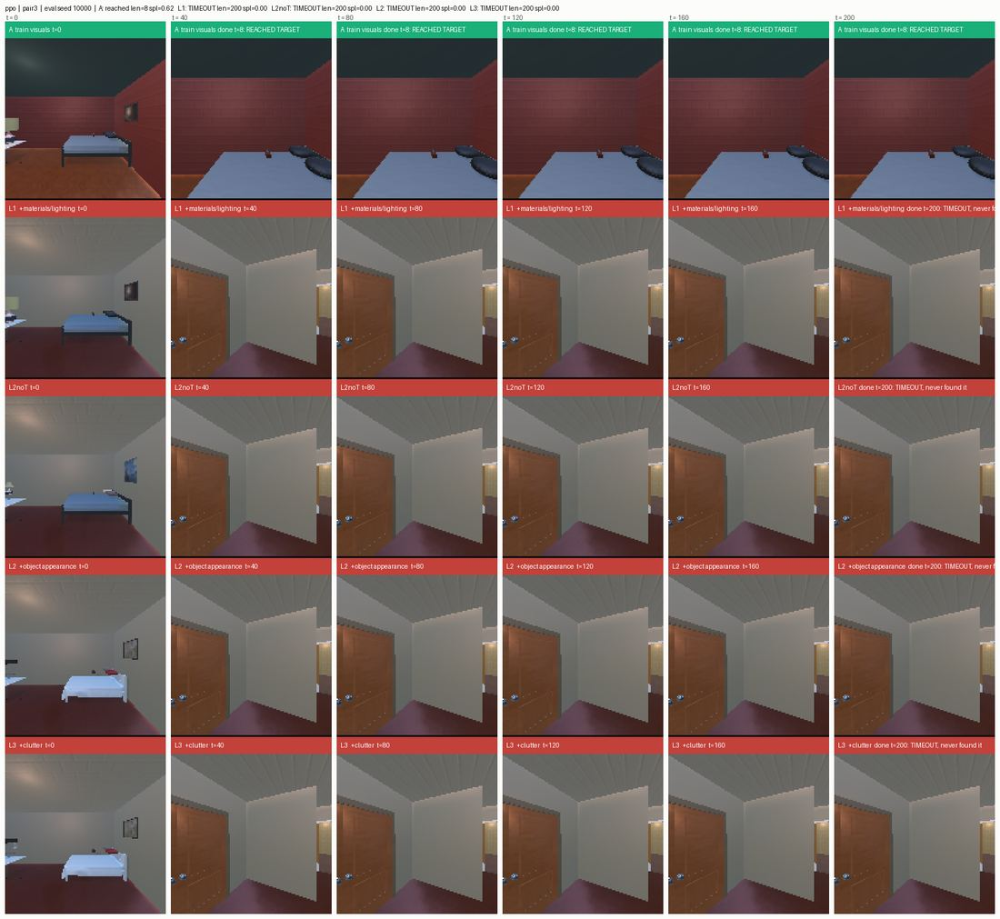 ppo | pair3 | eval seed 10000 | A: reached len=8 spl=0.62 L1: TIMEOUT len=200 spl=0.00 L2noT: TIMEOUT len=200 spl=0.00 L2: TIMEOUT len=200 spl=0.00 L3: TIMEOUT len=200 spl=0.00
t = 0 t = 40 t = 80 t = 120 t = 160 t = 200
A train visuals t=0 A train visuals done t=8: REACHED TARGET A train visuals done t=8: REACHED TARGET A train visuals done t=8: REACHED TARGET A train visuals done t=8: REACHED TARGET A train visuals done t=8: REACHED TARGET
L1 +materials/lighting t=0 L1 +materials/lighting t=40 L1 +materials/lighting t=80 L1 +materials/lighting t=120 L1 +materials/lighting t=160 L1 +materials/lighting done t=200: TIMEOUT, never f
L2noT t=0 L2noT t=40 L2noT t=80 L2noT t=120 L2noT t=160 L2noT done t=200: TIMEOUT, never found it
L2 +object appearance t=0 L2 +object appearance t=40 L2 +object appearance t=80 L2 +object appearance t=120 L2 +object appearance t=160 L2 +object appearance done t=200: TIMEOUT, never f
L3 +clutter t=0 L3 +clutter t=40 L3 +clutter t=80 L3 +clutter t=120 L3 +clutter t=160 L3 +clutter done t=200: TIMEOUT, never found it